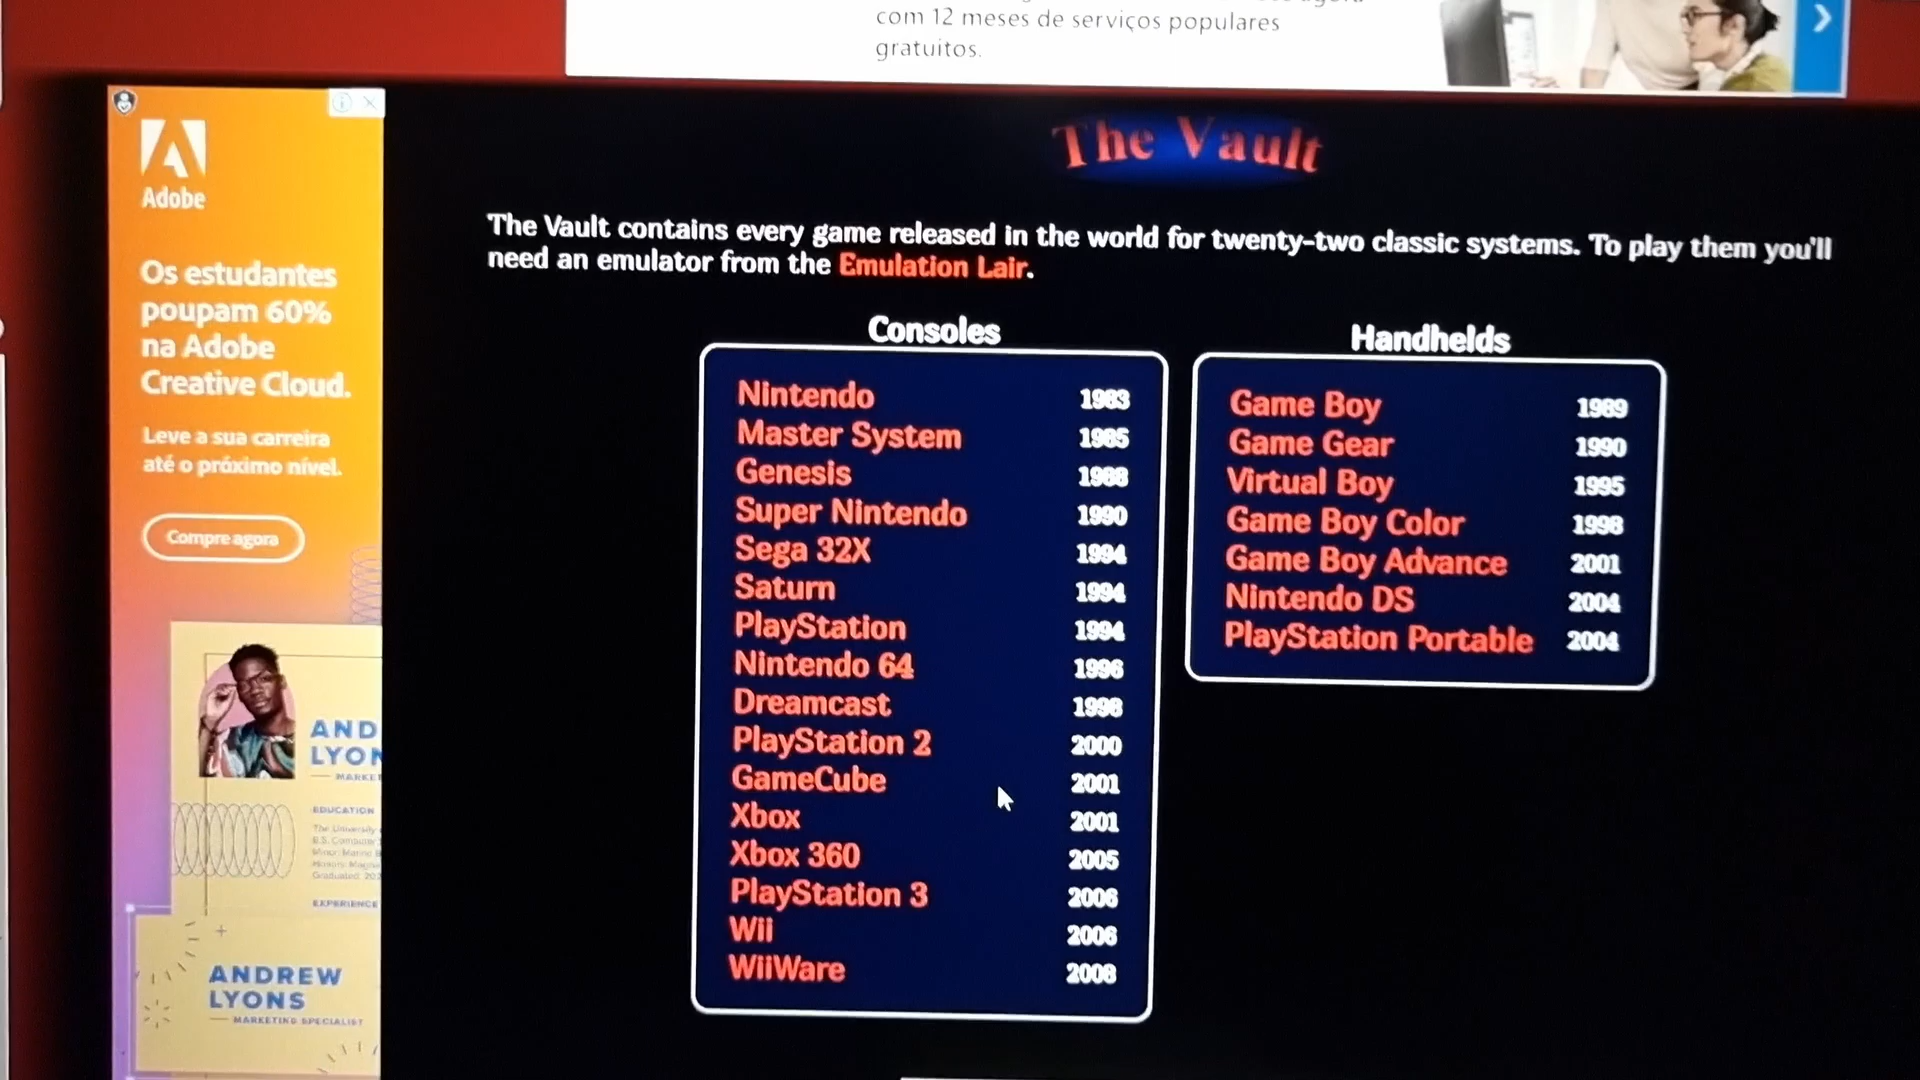 com 12 meses de serviços populares
gratuitos.
Adobe
Os estudantes
poupam 60%
na Adobe
Creative Cloud.
Leve a sua carreira
até o próximo nível.
Compre agora
AND
LYON
MARKET
EDUCATION
EXPERIENCE
ANDREW
LYONS
MARKETING SPECIALIST
The Vault
The Vault contains every game released in the world for twenty-two classic systems. To play them you'll
need an emulator from the Emulation Lair.
Consoles
Nintendo 1983
Master System 1985
Genesis 1988
Super Nintendo 1990
Sega 32X 1994
Saturn 1994
PlayStation 1994
Nintendo 64 1996
Dreamcast 1998
PlayStation 2 2000
GameCube 2001
Xbox 2001
Xbox 360 2005
PlayStation 3 2006
Wii 2006
WiiWare 2008
Handhelds
Game Boy 1989
Game Gear 1990
Virtual Boy 1995
Game Boy Color 1998
Game Boy Advance 2001
Nintendo DS 2004
PlayStation Portable 2004